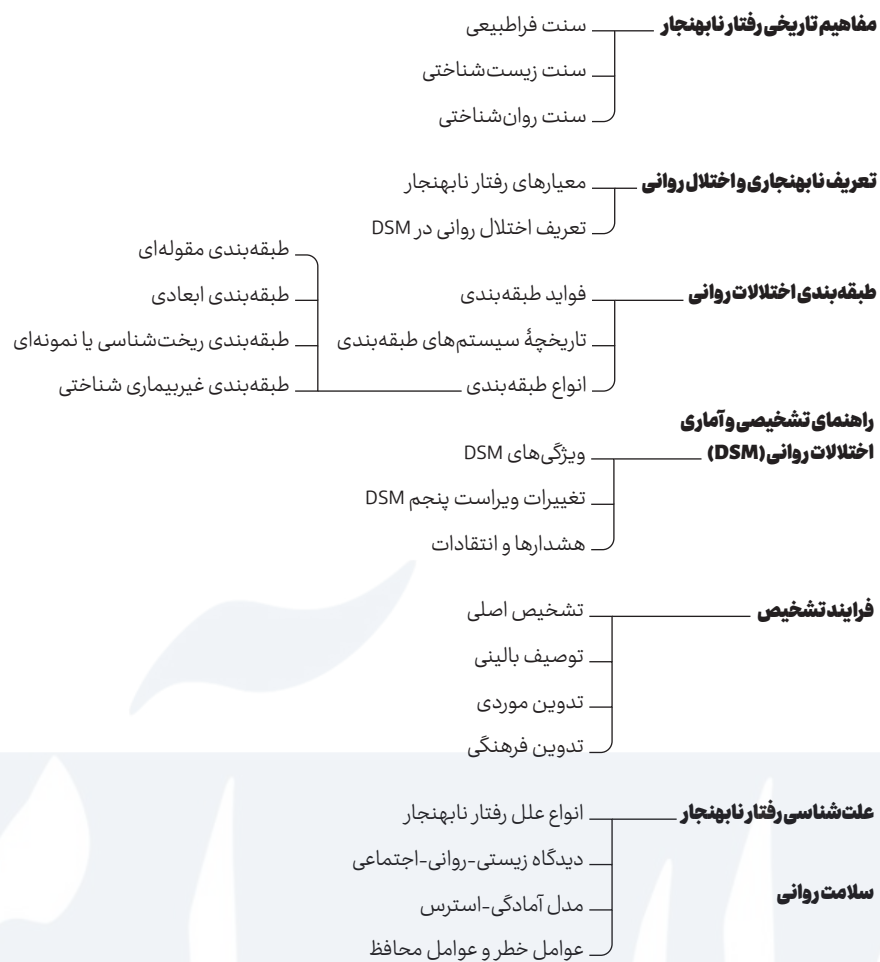 مفاهیم تاریخی رفتار نابهنجار
سنت فراطبیعی
سنت زیست‌شناختی
سنت روان‌شناختی
تعریف نابهنجاری و اختلال روانی
معیارهای رفتار نابهنجار
تعریف اختلال روانی در DSM
طبقه‌بندی اختلالات روانی
فواید طبقه‌بندی
تاریخچهٔ سیستم‌های طبقه‌بندی
انواع طبقه‌بندی
طبقه‌بندی مقوله‌ای
طبقه‌بندی ابعادی
طبقه‌بندی ریخت‌شناسی یا نمونه‌ای
طبقه‌بندی غیربیماری شناختی
راهنمای تشخیصی و آماری
اختلالات روانی (DSM)
ویژگی‌های DSM
تغییرات ویراست پنجم DSM
هشدارها و انتقادات
فرایند تشخیص
تشخیص اصلی
توصیف بالینی
تدوین موردی
تدوین فرهنگی
علت‌شناسی رفتار نابهنجار
انواع علل رفتار نابهنجار
دیدگاه زیستی-روانی-اجتماعی
مدل آمادگی-استرس
عوامل خطر و عوامل محافظ
سلامت روانی